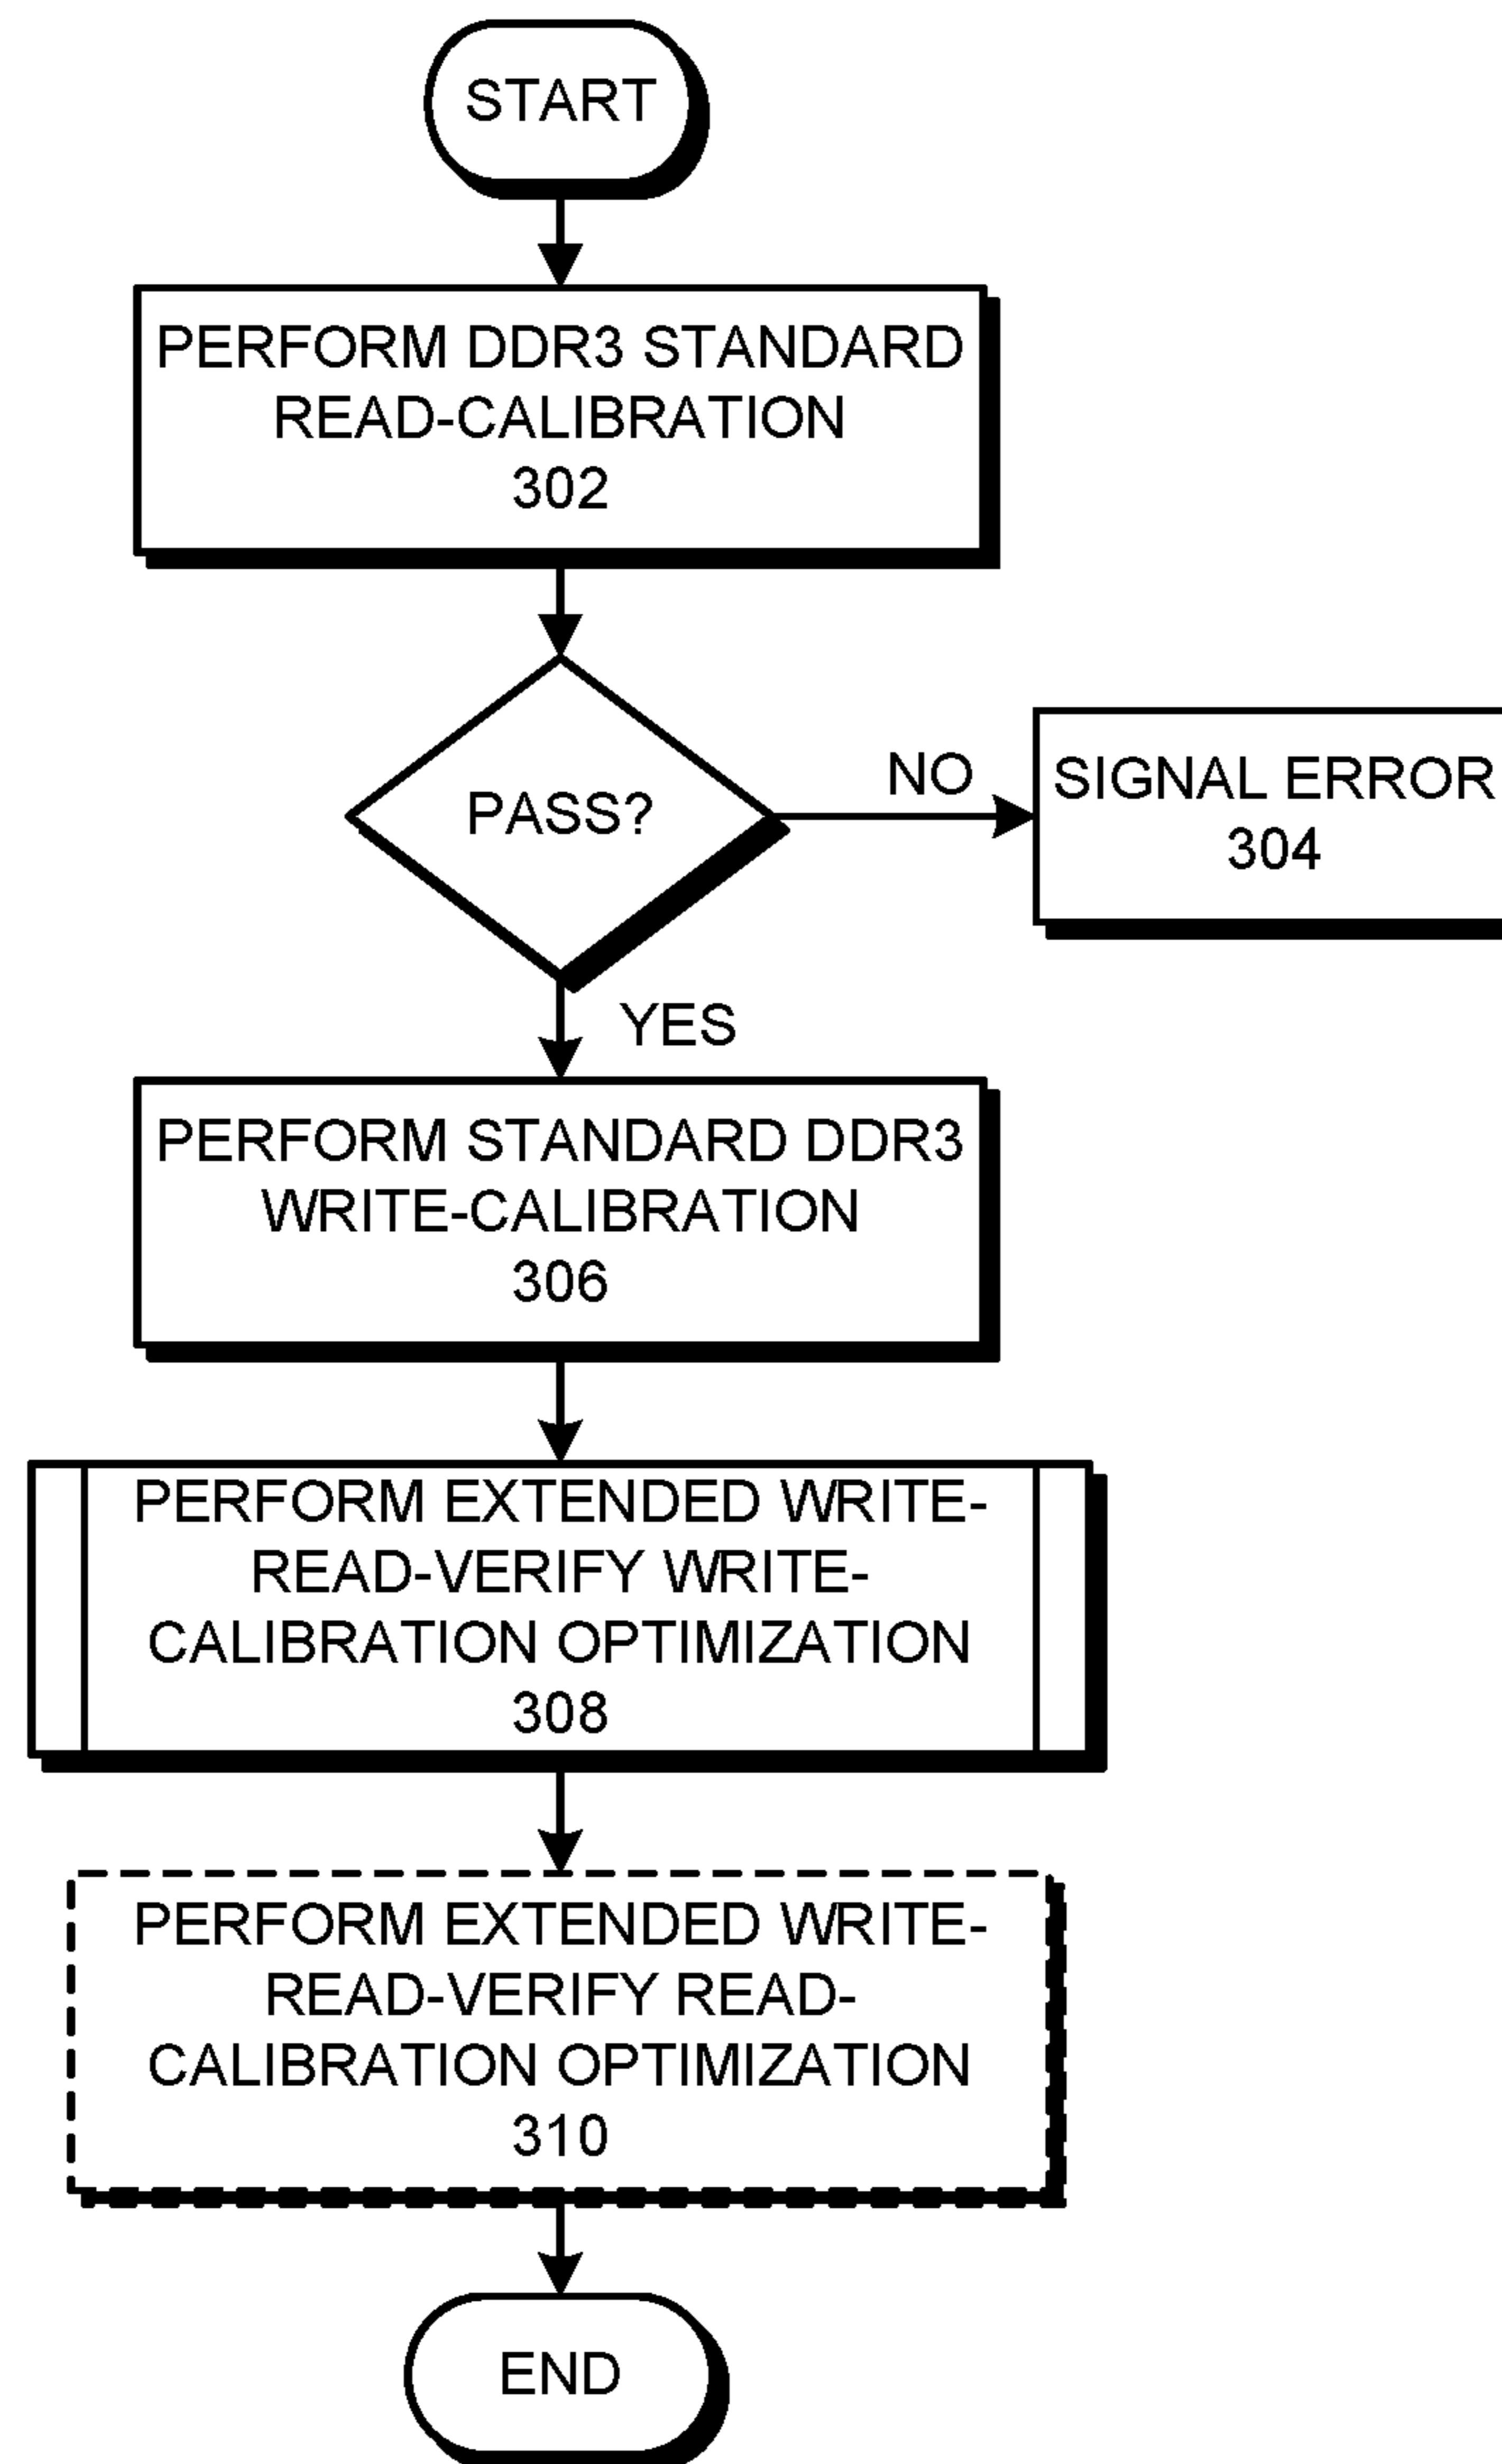 START
PERFORM DDR3 STANDARD
READ-CALIBRATION
302
PASS?
NO
SIGNAL ERROR
304
YES
PERFORM STANDARD DDR3
WRITE-CALIBRATION
306
PERFORM EXTENDED WRITE-
READ-VERIFY WRITE-
CALIBRATION OPTIMIZATION
308
PERFORM EXTENDED WRITE-
READ-VERIFY READ-
CALIBRATION OPTIMIZATION
310
END